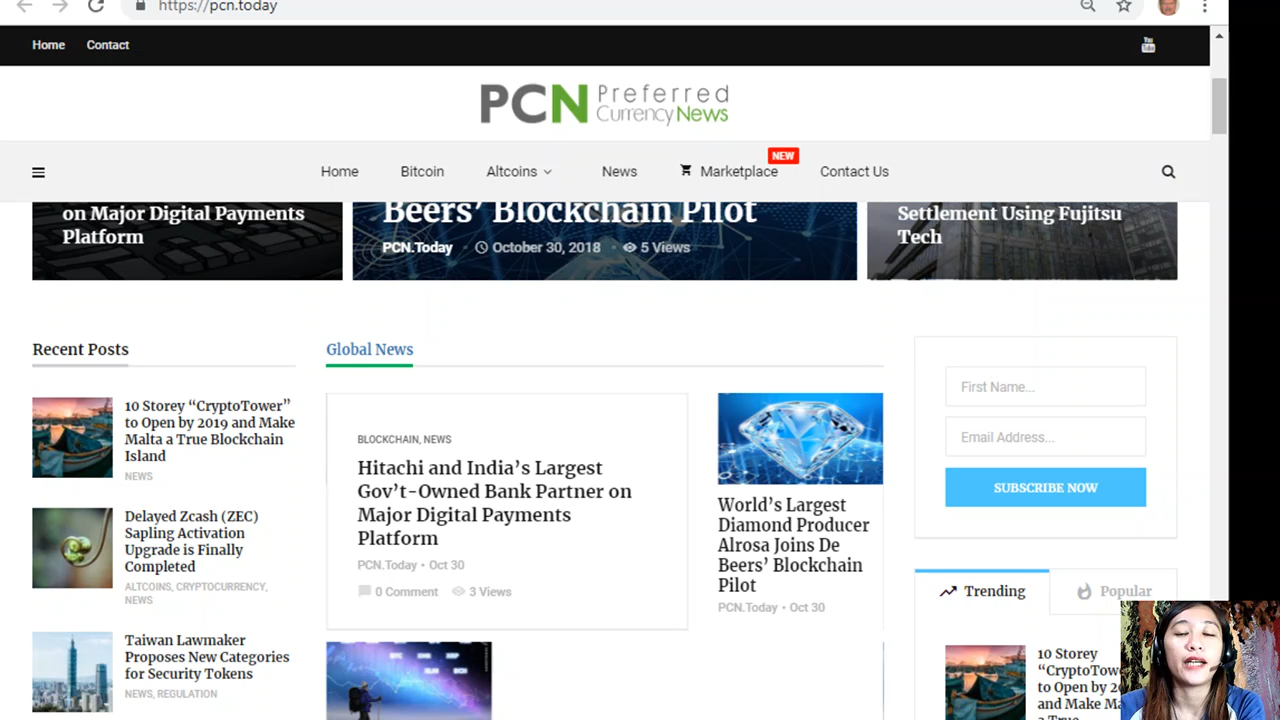 https://pcn.today
Home
Contact
You
Tube
PCN Preferred
Currency News
Home
Bitcoin
Altcoins
News
Marketplace
NEW
Contact Us
on Major Digital Payments
Platform
Beers’ Blockchain Pilot
PCN.Today
October 30, 2018
5 Views
Settlement Using Fujitsu
Tech
Recent Posts
10 Storey “CryptoTower”
to Open by 2019 and Make
Malta a True Blockchain
Island
NEWS
Delayed Zcash (ZEC)
Sapling Activation
Upgrade is Finally
Completed
ALTCOINS, CRYPTOCURRENCY,
NEWS
Taiwan Lawmaker
Proposes New Categories
for Security Tokens
NEWS, REGULATION
Global News
BLOCKCHAIN, NEWS
Hitachi and India’s Largest
Gov’t-Owned Bank Partner on
Major Digital Payments
Platform
PCN.Today • Oct 30
0 Comment
3 Views
World’s Largest
Diamond Producer
Alrosa Joins De
Beers’ Blockchain
Pilot
PCN.Today • Oct 30
First Name...
Email Address...
SUBSCRIBE NOW
Trending
Popular
10 Storey
“CryptoTow
to Open by 20
and Make Ma